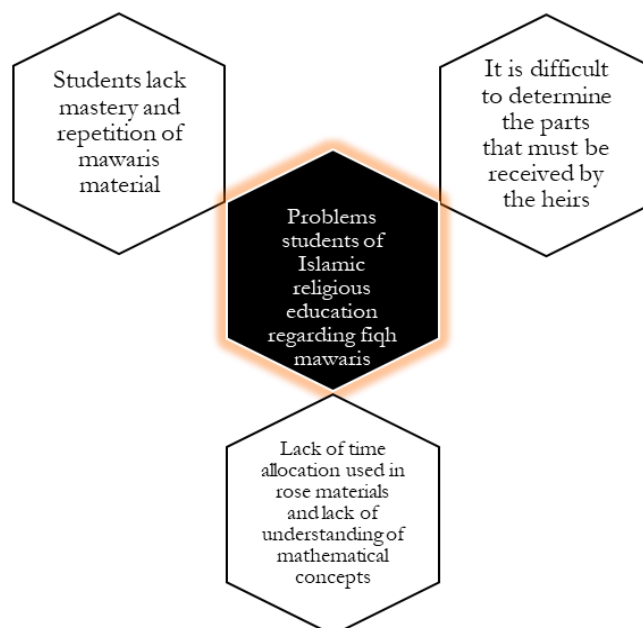 Students lack
mastery and
repetition of
mawaris
material
It is difficult
to determine
the parts
that must be
received by
the heirs
Problems
students of
Islamic
religious
education
regarding fiqh
mawaris
Lack of time
allocation used in
rose materials
and lack of
understanding of
mathematical
concepts